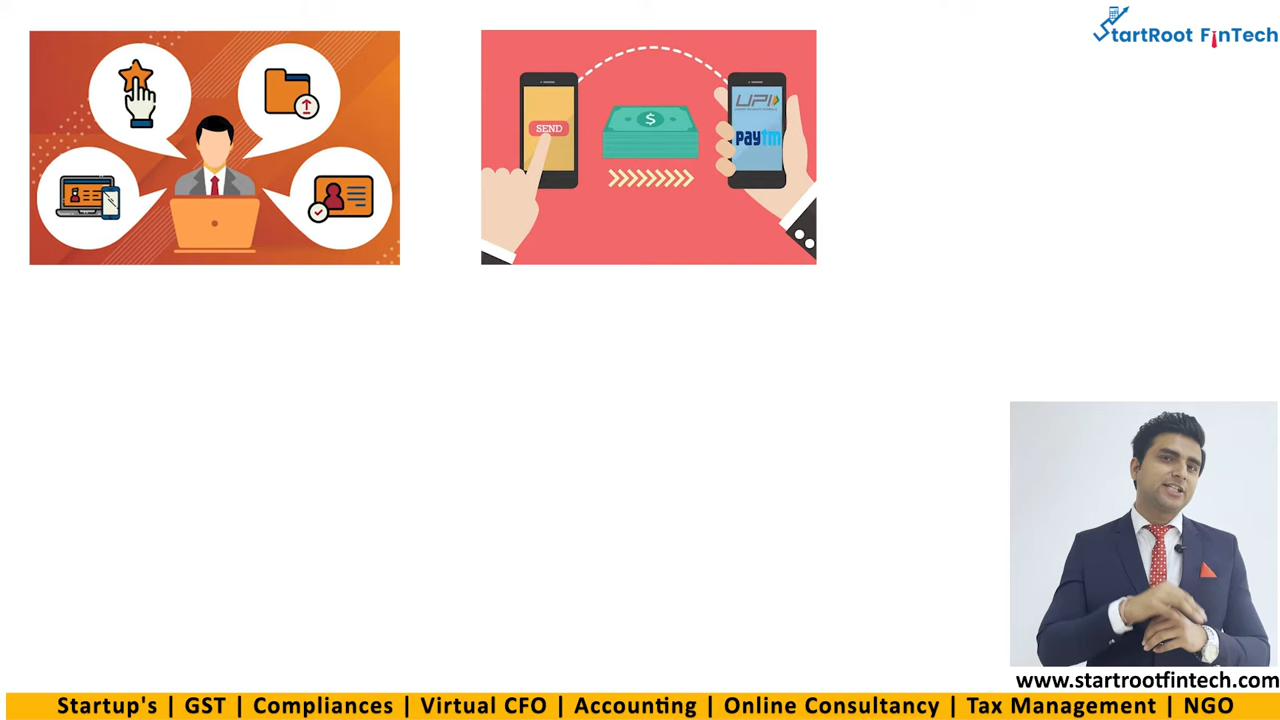 StartRoot FinTech
SEND
$
UPI
paytm
www.startrootfintech.com
Startup's | GST | Compliances | Virtual CFO | Accounting | Online Consultancy | Tax Management | NGO